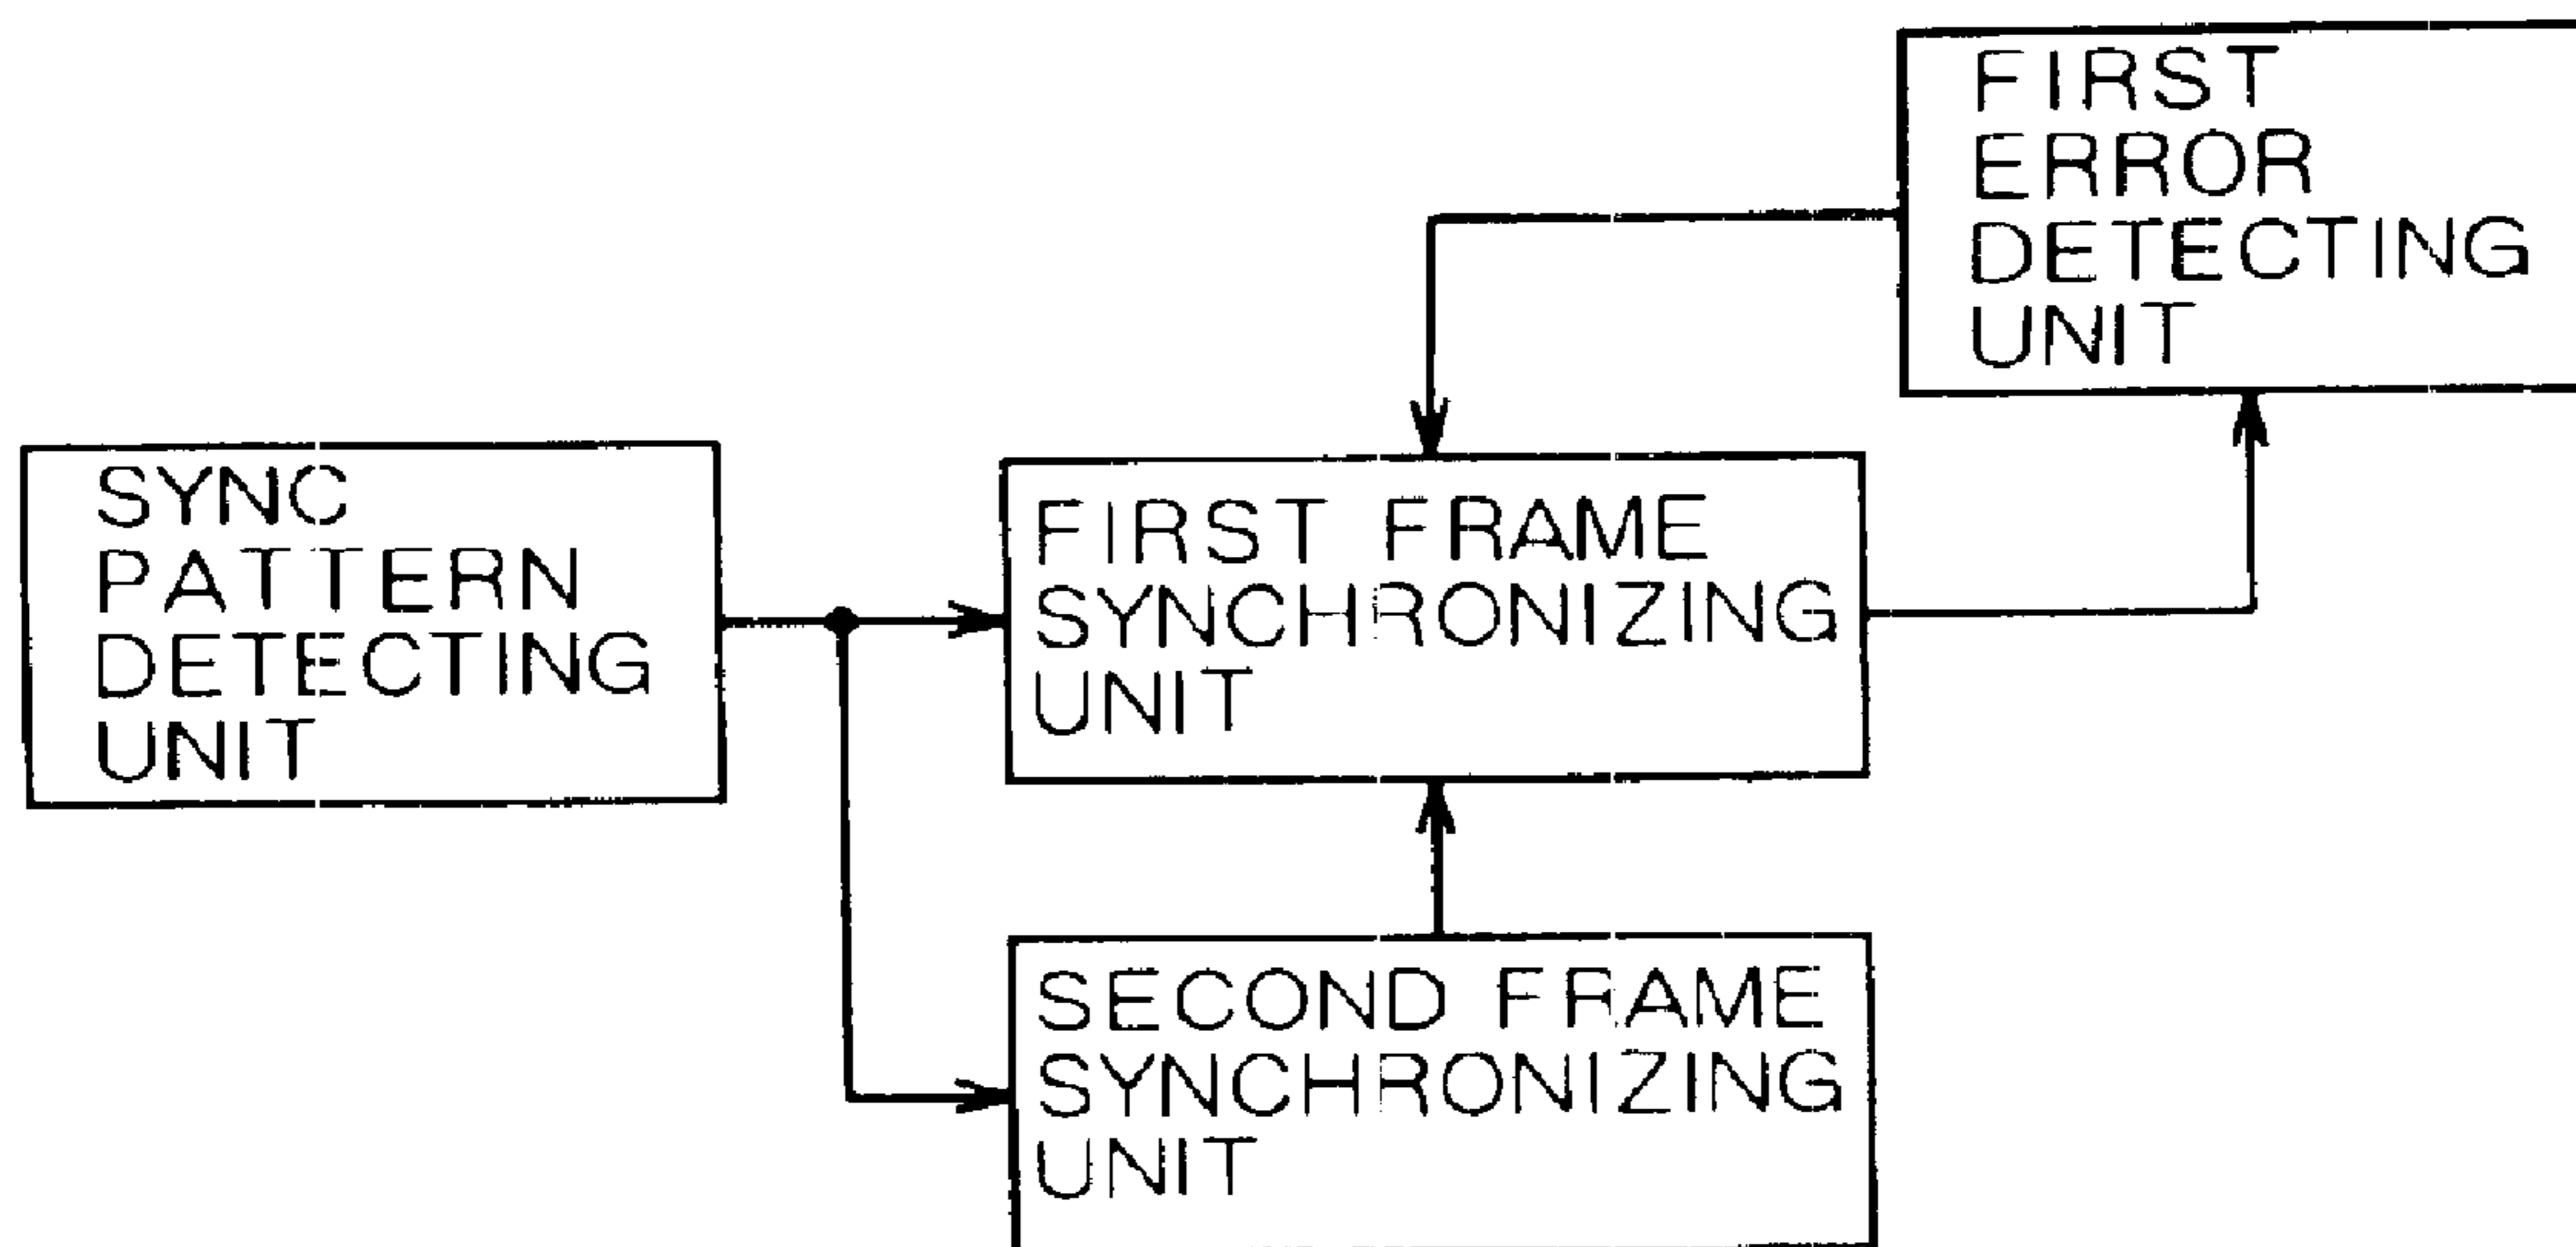 FIRST
ERROR
DETECTING
UNIT
SYNC
PATTERN
DETECTING
UNIT
FIRST FRAME
SYNCHRONIZING
UNIT
SECOND FRAME
SYNCHRONIZING
UNIT